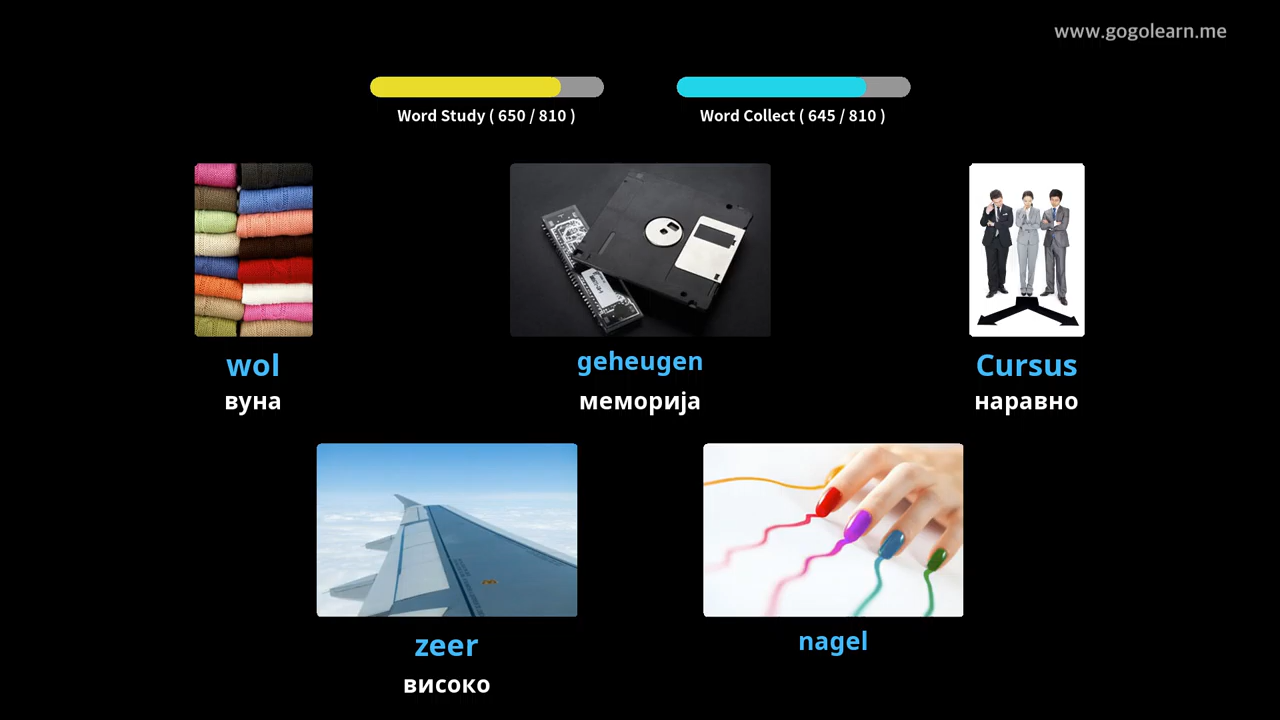 www.gogolearn.me
Word Study ( 650 / 810 )
Word Collect ( 645 / 810 )
wol
geheugen
Cursus
вуна
меморија
наравно
zeer
nagel
високо